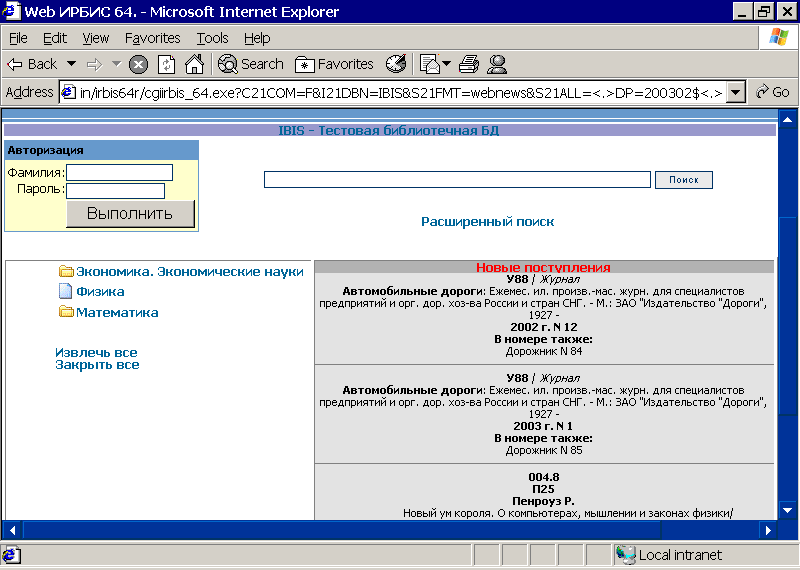 Web ИРБИС 64. - Microsoft Internet Explorer
File Edit View Favorites Tools Help
Back Search Favorites
Address in/irbis64r/cgiirbis_64.exe?C21COM=F&I21DBN=IBIS&S21FMT=webnews&S21ALL=<.>DP=200302$<.> Go
IBIS - Тестовая библиотечная БД
Авторизация
Фамилия:
Пароль:
Выполнить
Поиск
Расширенный поиск
Экономика. Экономические науки
Физика
Математика
Извлечь все
Закрыть все
Новые поступления
У88 | Журнал
Автомобильные дороги: Ежемес. ил. произв.-мас. журн. для специалистов
предприятий и орг. дор. хоз-ва России и стран СНГ. - М.: ЗАО "Издательство "Дороги",
1927 -
2002 г. N 12
В номере также:
Дорожник N 84
У88 | Журнал
Автомобильные дороги: Ежемес. ил. произв.-мас. журн. для специалистов
предприятий и орг. дор. хоз-ва России и стран СНГ. - М.: ЗАО "Издательство "Дороги",
1927 -
2003 г. N 1
В номере также:
Дорожник N 85
004.8
П25
Пенроуз Р.
Новый ум короля. О компьютерах, мышлении и законах физики/
Local intranet